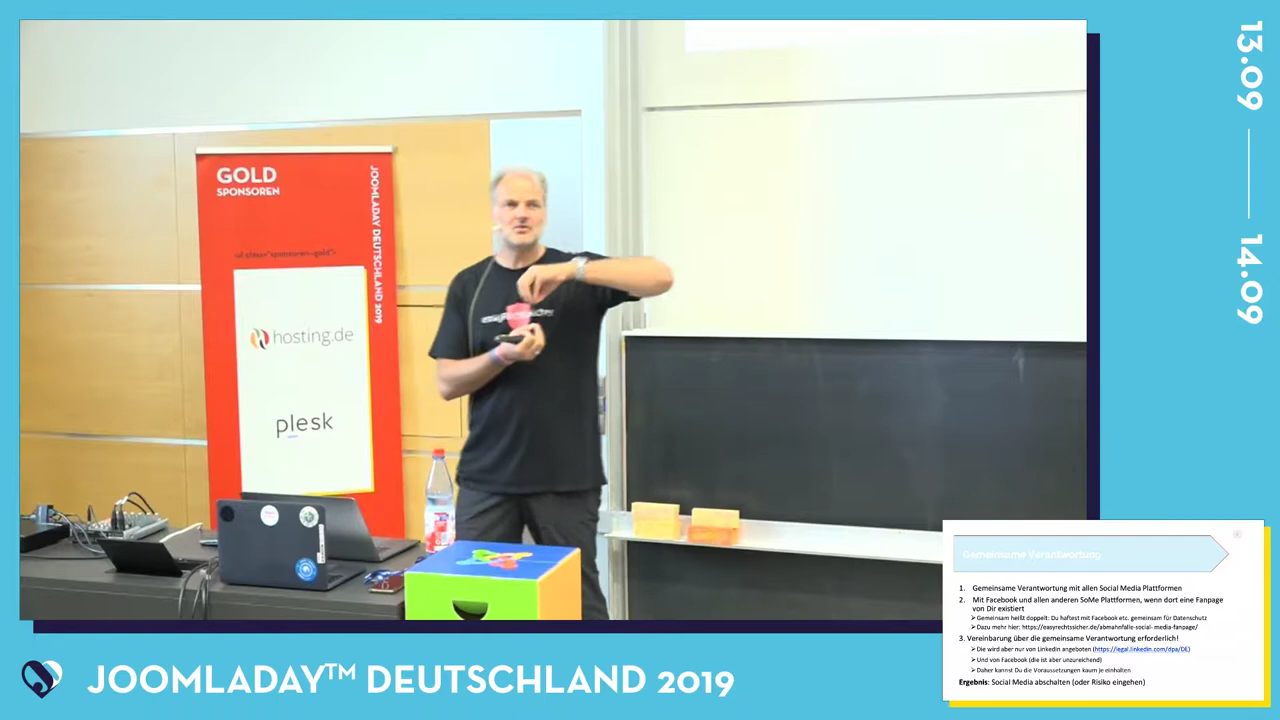 13.09
14.09
GOLD
SPONSOREN
JOOMLADAY DEUTSCHLAND 2019
<ul class="sponsoren--gold">
hosting.de
plesk
JOOMLADAY™ DEUTSCHLAND 2019
Gemeinsame Verantwortung
1. Gemeinsame Verantwortung mit allen Social Media Plattformen
2. Mit Facebook und allen anderen SoMe Plattformen, wenn dort eine Fanpage
von Dir existiert
➢ Gemeinsam heißt doppelt: Du haftest mit Facebook etc. gemeinsam für Datenschutz
➢ Dazu mehr hier: https://easyrechtssicher.de/abmahnfalle-social- media-fanpage/
3. Vereinbarung über die gemeinsame Verantwortung erforderlich!
➢ Die wird aber nur von LinkedIn angeboten (https://legal.linkedin.com/dpa/DE)
➢ Und von Facebook (die ist aber unzureichend)
➢ Daher kannst Du die Voraussetzungen kaum je einhalten
Ergebnis: Social Media abschalten (oder Risiko eingehen)